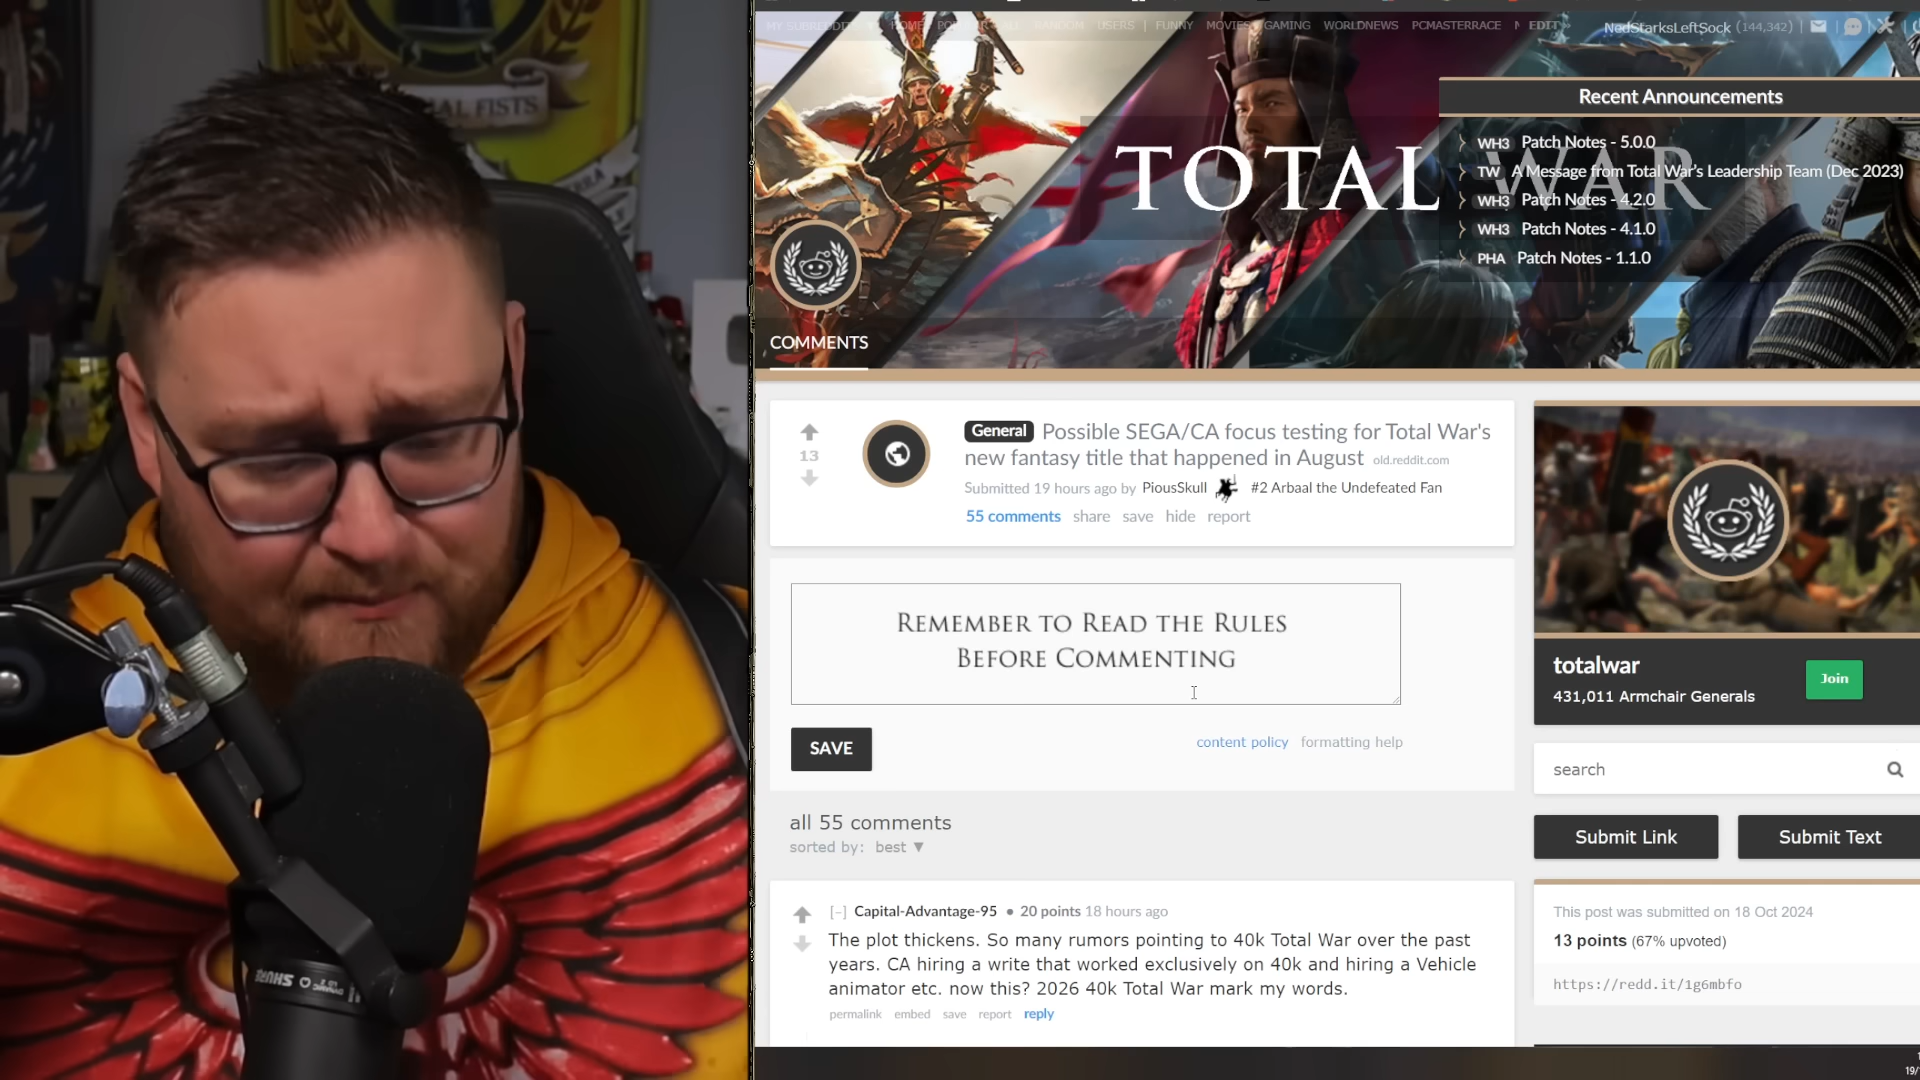 AL FISTS
SHURE
MY SUBREDDITS
HOME
RANDOM
USERS
FUNNY
MOVIES
GAMING
WORLDNEWS
PCMASTERRACE
EDIT
NedStarksLeftSock (144,342)
TOTAL WAR
Recent Announcements
WH3 Patch Notes - 5.0.0
TW A Message from Total War's Leadership Team (Dec 2023)
WH3 Patch Notes - 4.2.0
WH3 Patch Notes - 4.1.0
PHA Patch Notes - 1.1.0
COMMENTS
13
General Possible SEGA/CA focus testing for Total War's
new fantasy title that happened in August old.reddit.com
Submitted 19 hours ago by PiousSkull #2 Arbaal the Undefeated Fan
55 comments share save hide report
REMEMBER TO READ THE RULES
BEFORE COMMENTING
SAVE
content policy formatting help
all 55 comments
sorted by: best ▼
[–] Capital-Advantage-95 • 20 points 18 hours ago
The plot thickens. So many rumors pointing to 40k Total War over the past
years. CA hiring a write that worked exclusively on 40k and hiring a Vehicle
animator etc. now this? 2026 40k Total War mark my words.
permalink embed save report reply
totalwar
Join
431,011 Armchair Generals
search
Submit Link
Submit Text
This post was submitted on 18 Oct 2024
13 points (67% upvoted)
https://redd.it/1g6mbfo
19/